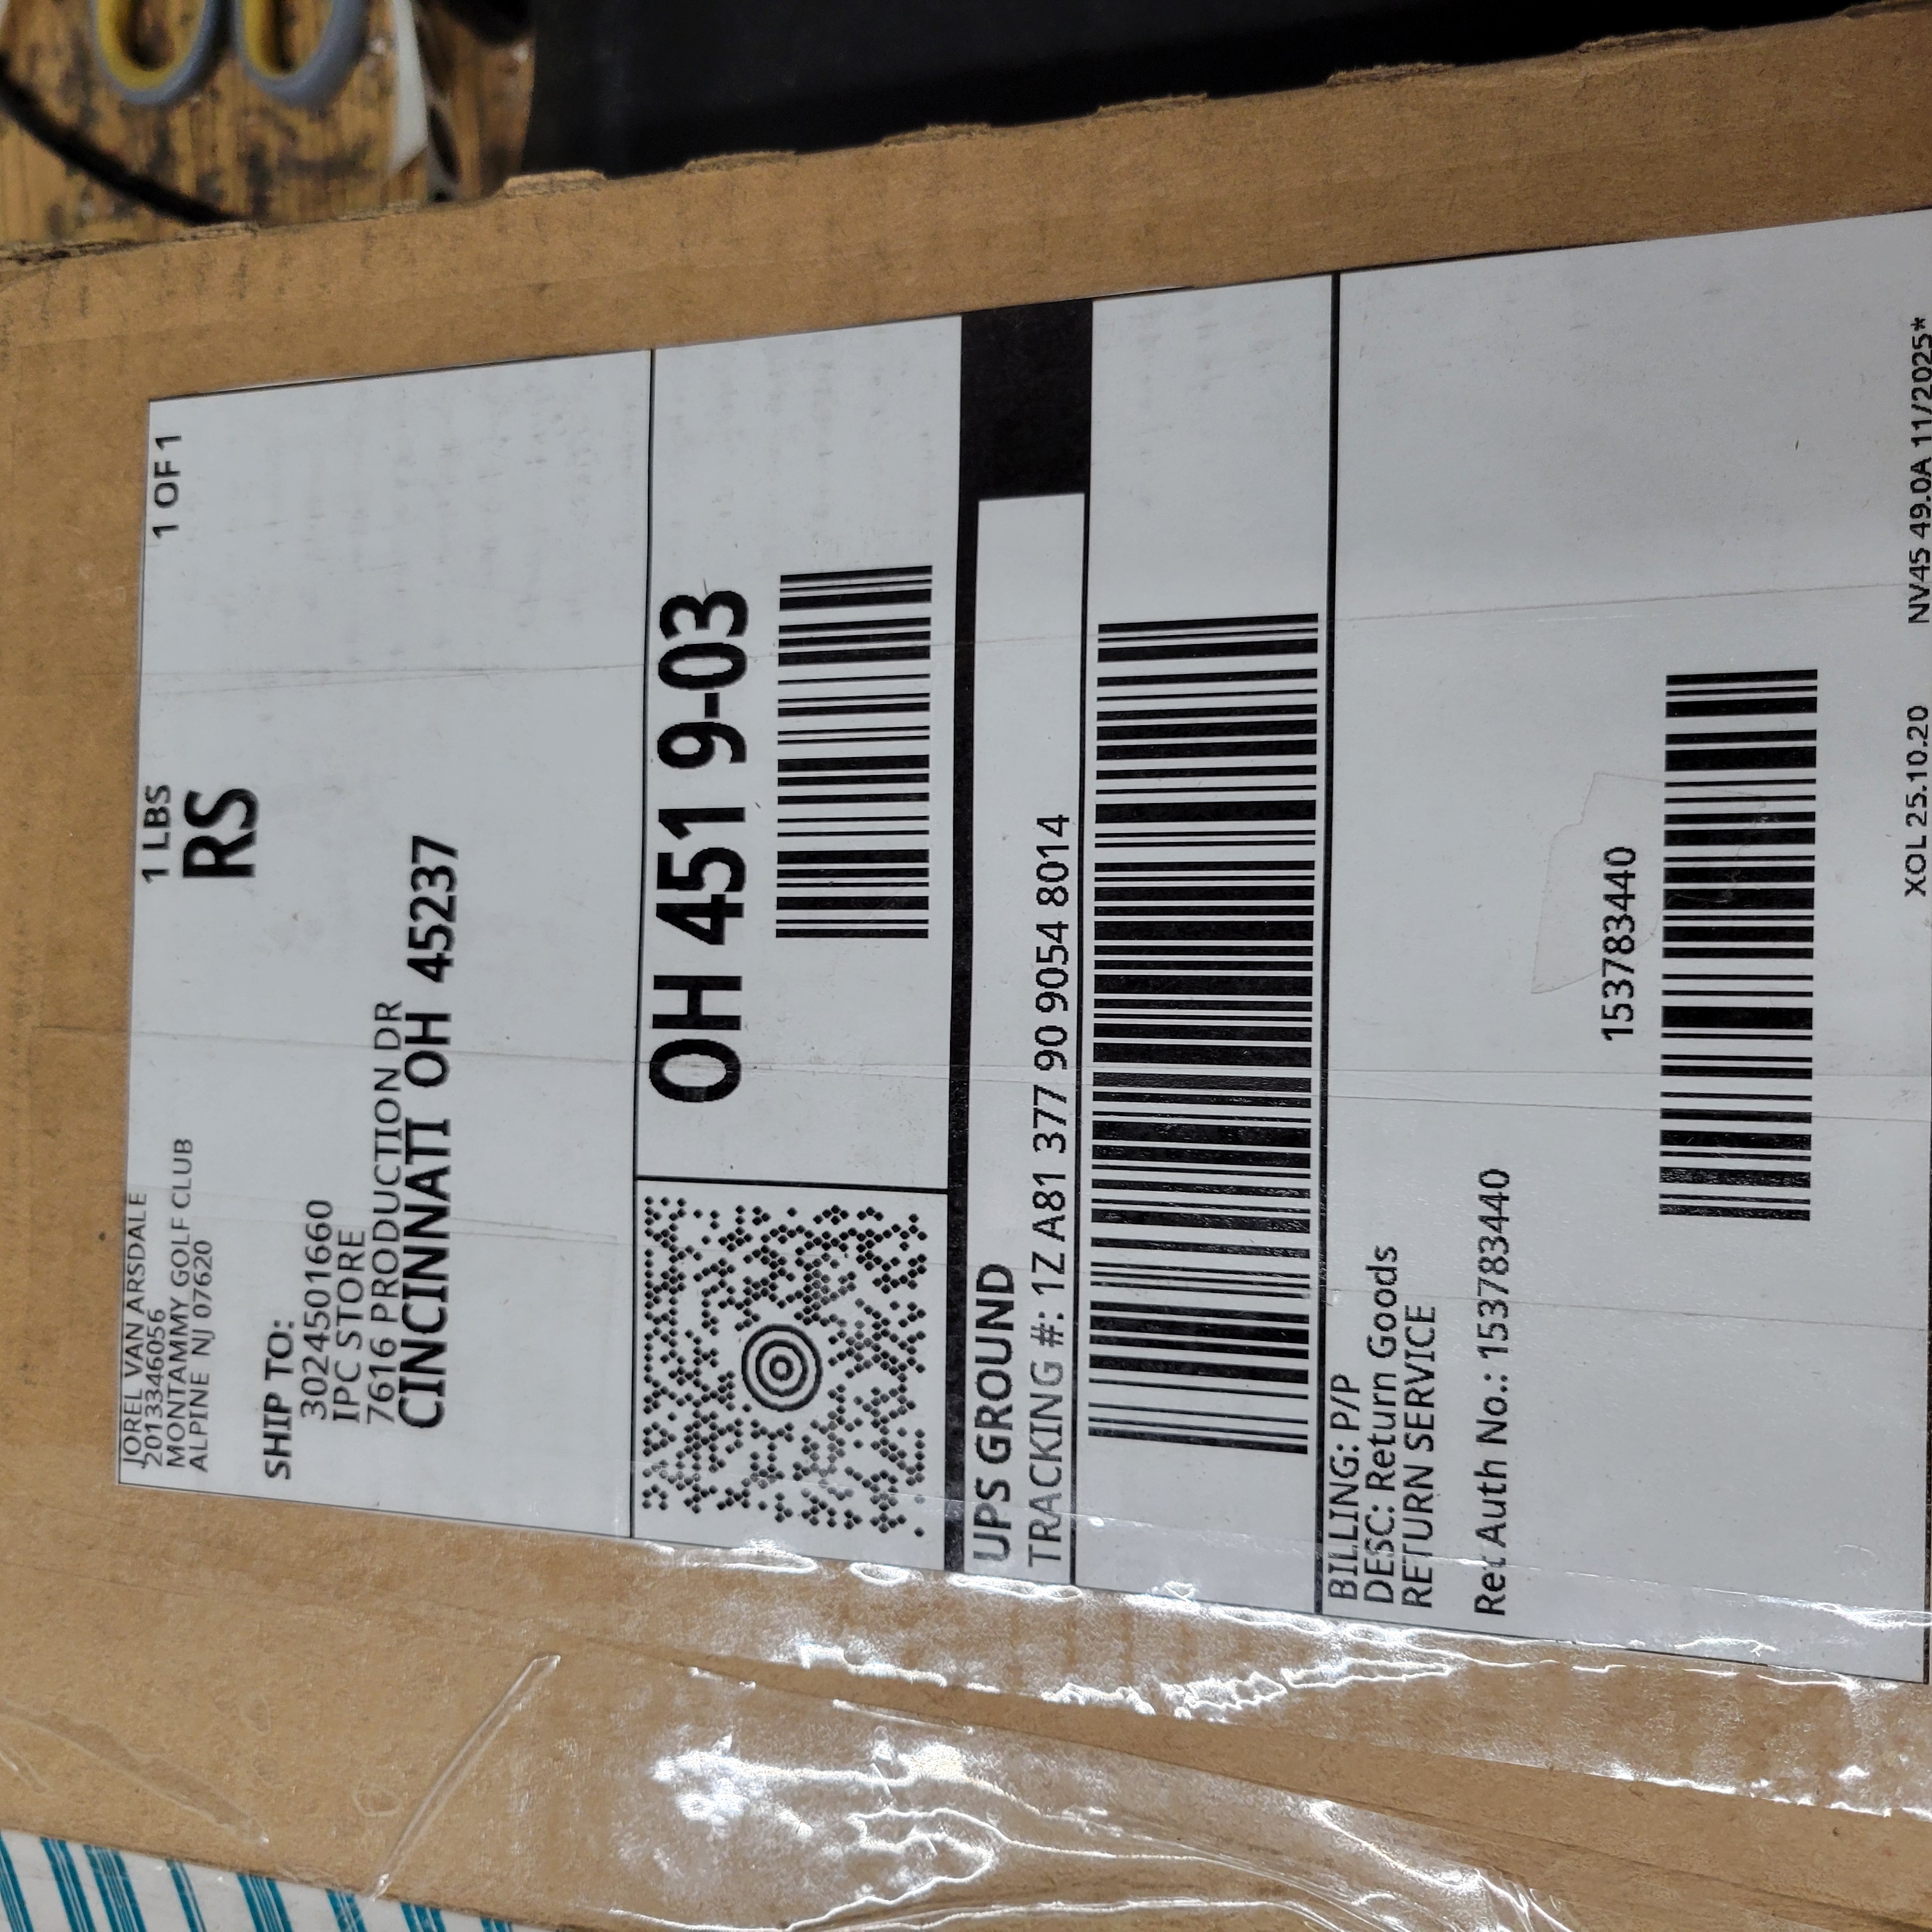 JOREL VAN ARSDALE
2013346056
MONTAMMY GOLF CLUB
ALPINE NJ 07620
1 LBS
1 OF 1
RS
SHIP TO:
3024501660
IPC STORE
7616 PRODUCTION DR
CINCINNATI OH 45237
OH 451 9-03
UPS GROUND
TRACKING #: 1Z A81 377 90 9054 8014
BILLING: P/P
DESC: Return Goods
RETURN SERVICE
Ret Auth No.: 153783440
153783440
XOL 25.10.20 NV45 49.0A 11/2025*